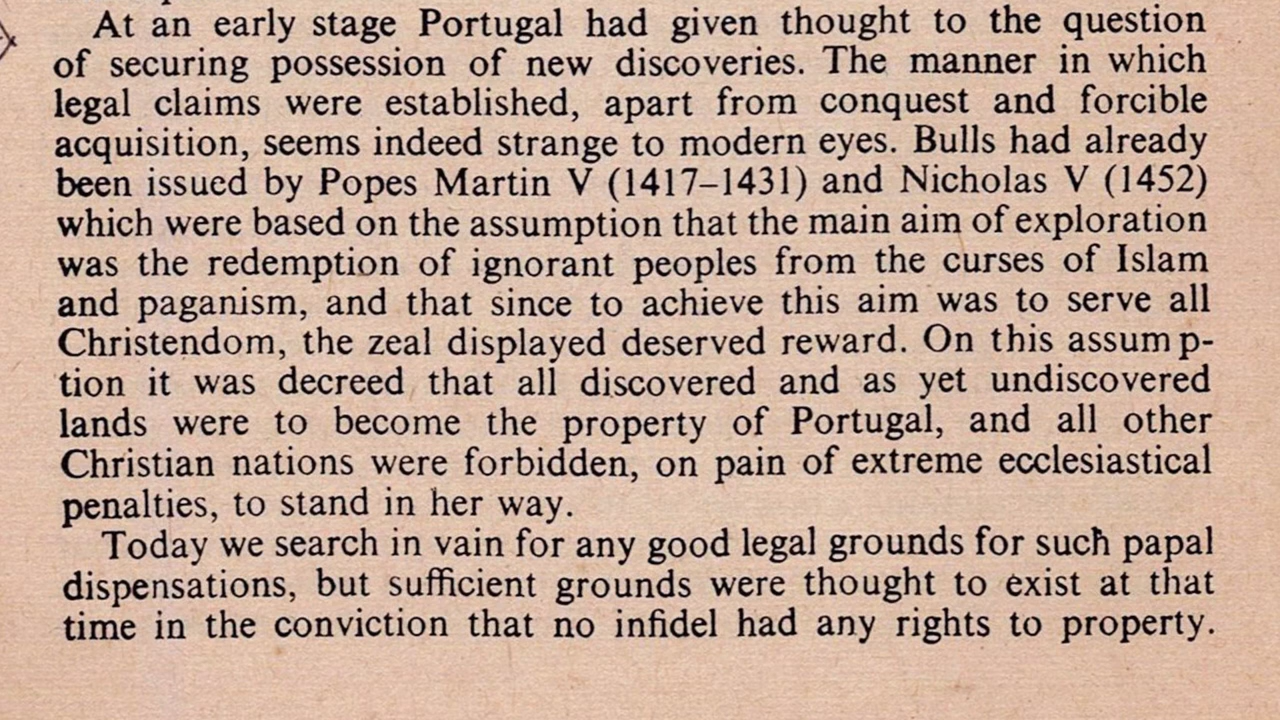 At an early stage Portugal had given thought to the question
of securing possession of new discoveries. The manner in which
legal claims were established, apart from conquest and forcible
acquisition, seems indeed strange to modern eyes. Bulls had already
been issued by Popes Martin V (1417–1431) and Nicholas V (1452)
which were based on the assumption that the main aim of exploration
was the redemption of ignorant peoples from the curses of Islam
and paganism, and that since to achieve this aim was to serve all
Christendom, the zeal displayed deserved reward. On this assump-
tion it was decreed that all discovered and as yet undiscovered
lands were to become the property of Portugal, and all other
Christian nations were forbidden, on pain of extreme ecclesiastical
penalties, to stand in her way.
Today we search in vain for any good legal grounds for such papal
dispensations, but sufficient grounds were thought to exist at that
time in the conviction that no infidel had any rights to property.